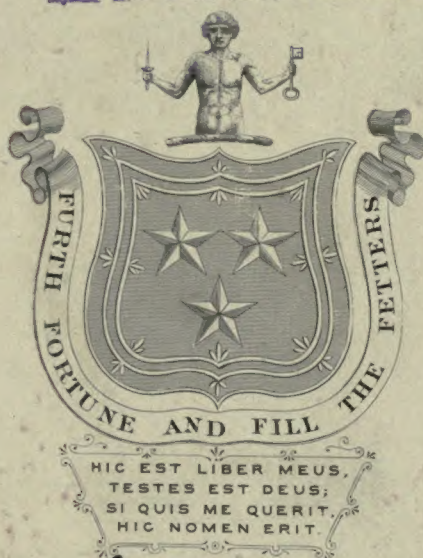 FURTH FORTUNE AND FILL THE FETTERS
HIC EST LIBER MEUS,
TESTES EST DEUS;
SI QUIS ME QUERIT,
HIC NOMEN ERIT.